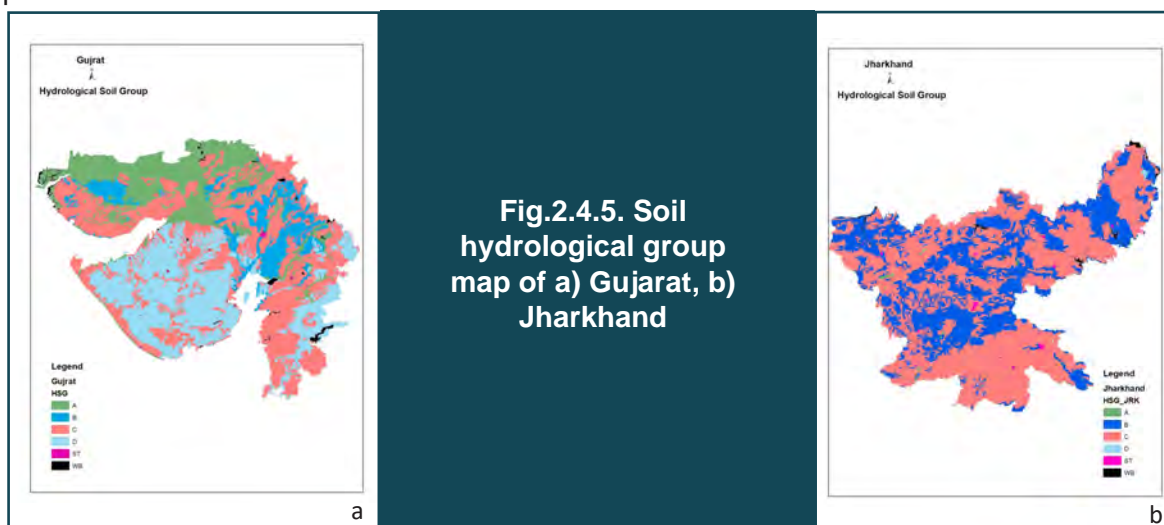 Gujrat
Hydrological Soil Group
Legend
Gujrat
HSG
A
B
C
D
ST
WB
a
Fig.2.4.5. Soil
hydrological group
map of a) Gujarat, b)
Jharkhand
Jharkhand
Hydrological Soil Group
Legend
Jharkhand
HSG_JRK
A
B
C
D
ST
WB
b